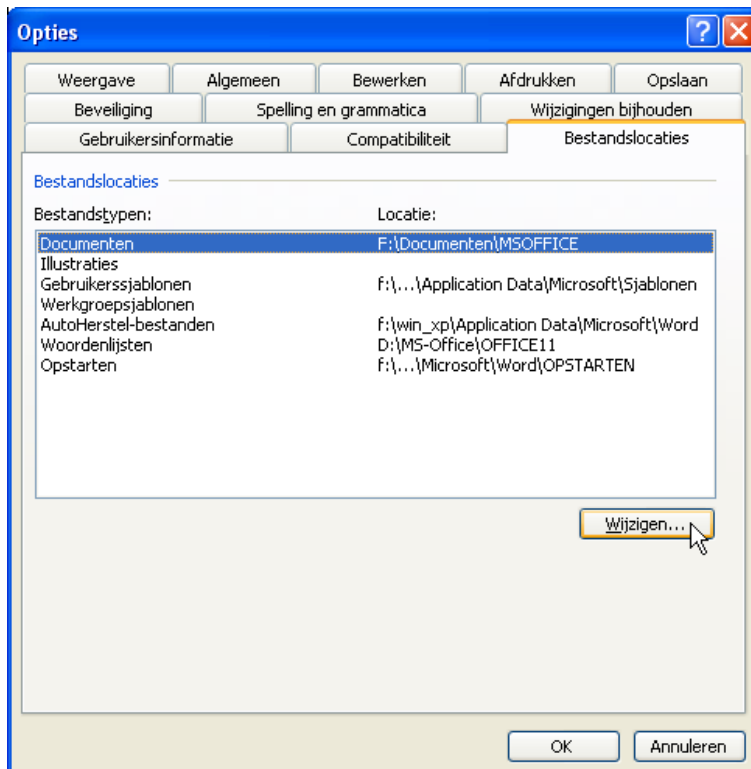 Opties
Weergave Algemeen Bewerken Afdrukken Opslaan
Beveiliging Spelling en grammatica Wijzigingen bijhouden
Gebruikersinformatie Compatibiliteit Bestandslocaties
Bestandslocaties
Bestandstypen: Locatie:
Documenten F:\Documenten\MSOFFICE
Illustraties
Gebruikerssjablonen f:\...\Application Data\Microsoft\Sjablonen
Werkgroepsjablonen
AutoHerstel-bestanden f:\win_xp\Application Data\Microsoft\Word
Woordenlijsten D:\MS-Office\OFFICE11
Opstarten f:\...\Microsoft\Word\OPSTARTEN
Wijzigen...
OK Annuleren